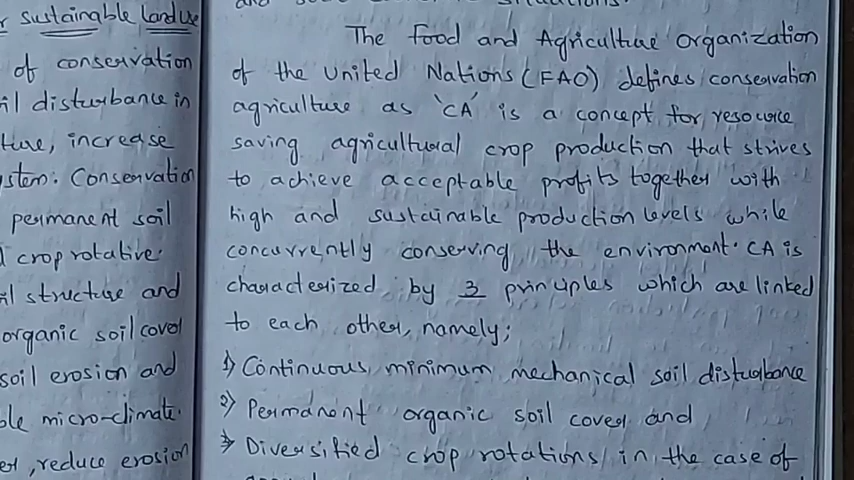 sustainable land use
of conservation
il disturbance in
ture, increase
stem. Conservation
permanent soil
crop rotative.
il structure and
organic soil cover
soil erosion and
ble micro-climate.
er, reduce erosion
The Food and Agriculture Organization
of the United Nations (FAO) defines conservation
agriculture as 'CA' is a concept for resource
saving agricultural crop production that strives
to achieve acceptable profits together with
high and sustainable production levels while
concurrently conserving the environment. CA is
characterized by 3 principles which are linked
to each other, namely;
1) Continuous minimum mechanical soil disturbance
2) Permanent organic soil cover and
3) Diversified crop rotations in the case of